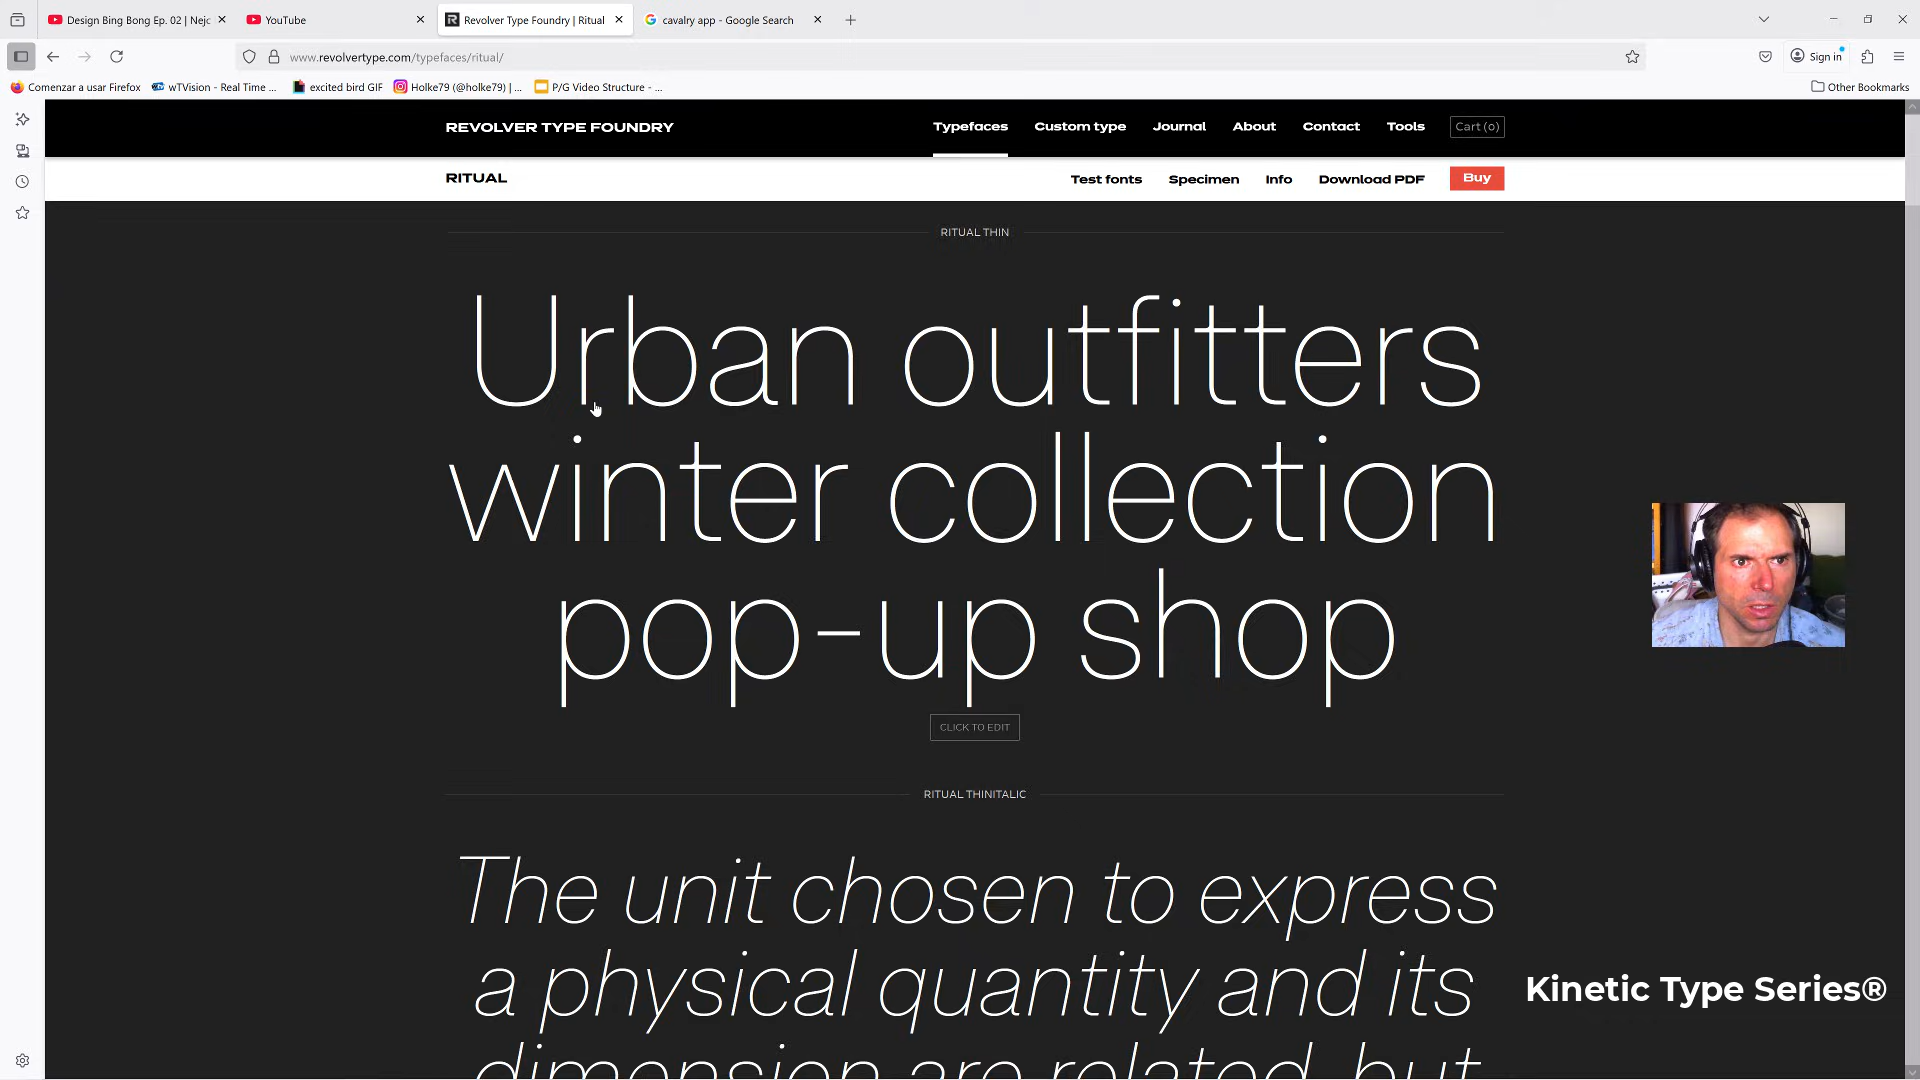 Design Bing Bong Ep. 02 | Nejc
YouTube
Revolver Type Foundry | Ritual
cavalry app - Google Search
www.revolvertype.com/typefaces/ritual/
Sign in
Comenzar a usar Firefox
wTVision - Real Time ...
excited bird GIF
Holke79 (@holke79) | ...
P/G Video Structure - ...
Other Bookmarks
REVOLVER TYPE FOUNDRY
Typefaces
Custom type
Journal
About
Contact
Tools
Cart (0)
RITUAL
Test fonts
Specimen
Info
Download PDF
Buy
RITUAL THIN
Urban outfitters
winter collection
pop-up shop
CLICK TO EDIT
RITUAL THINITALIC
The unit chosen to express
a physical quantity and its
dimension are related, but
Kinetic Type Series®